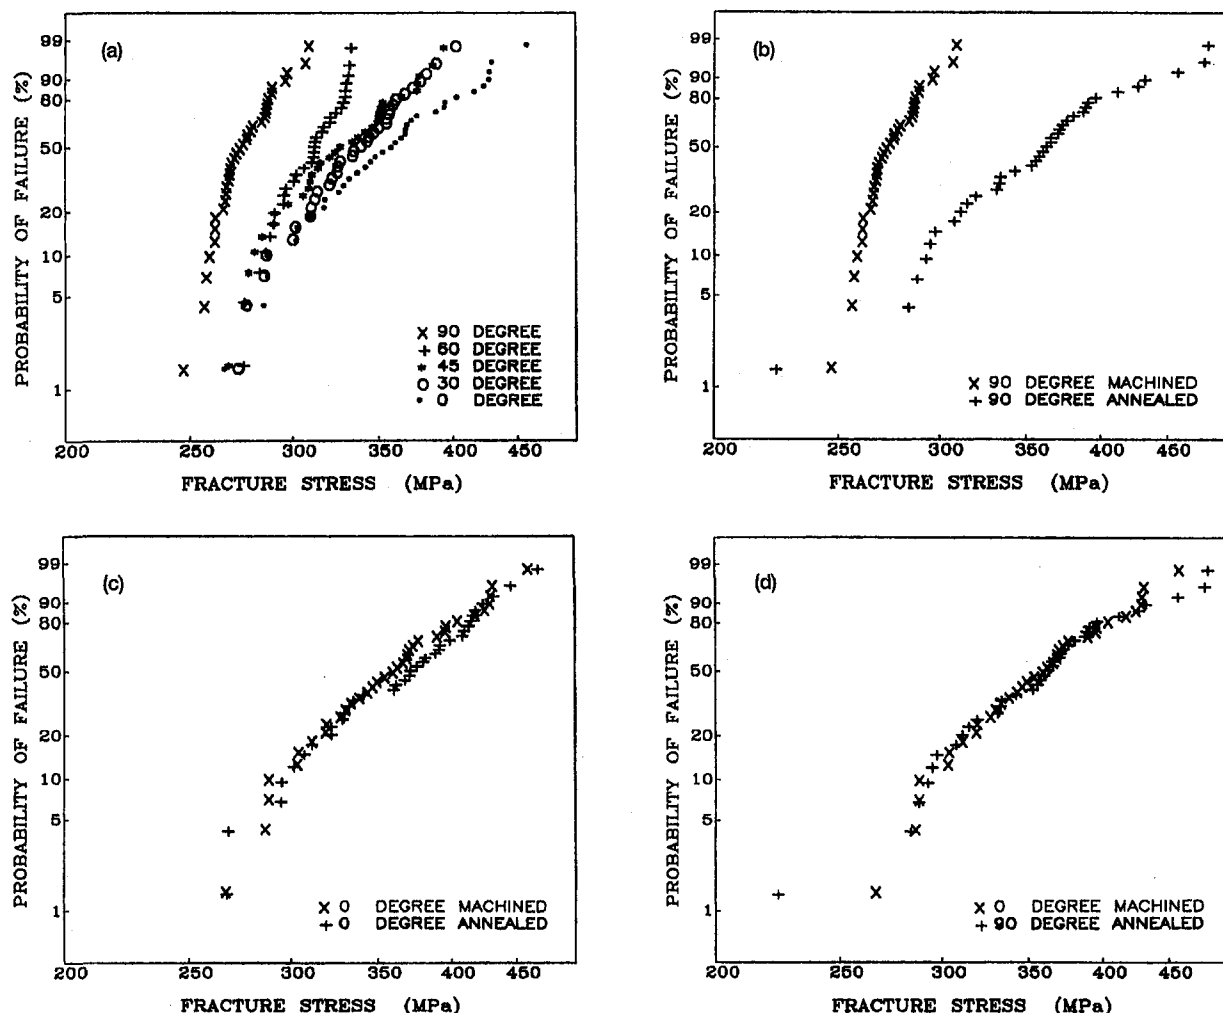 (a)
PROBABILITY OF FAILURE (%)
99
90
80
50
20
10
5
1
× 90 DEGREE
+ 60 DEGREE
* 45 DEGREE
O 30 DEGREE
• 0 DEGREE
200 250 300 350 400 450
FRACTURE STRESS (MPa)
(b)
PROBABILITY OF FAILURE (%)
99
90
80
50
20
10
5
1
× 90 DEGREE MACHINED
+ 90 DEGREE ANNEALED
200 250 300 350 400 450
FRACTURE STRESS (MPa)
(c)
PROBABILITY OF FAILURE (%)
99
90
80
50
20
10
5
1
× 0 DEGREE MACHINED
+ 0 DEGREE ANNEALED
200 250 300 350 400 450
FRACTURE STRESS (MPa)
(d)
PROBABILITY OF FAILURE (%)
99
90
80
50
20
10
5
1
× 0 DEGREE MACHINED
+ 90 DEGREE ANNEALED
200 250 300 350 400 450
FRACTURE STRESS (MPa)